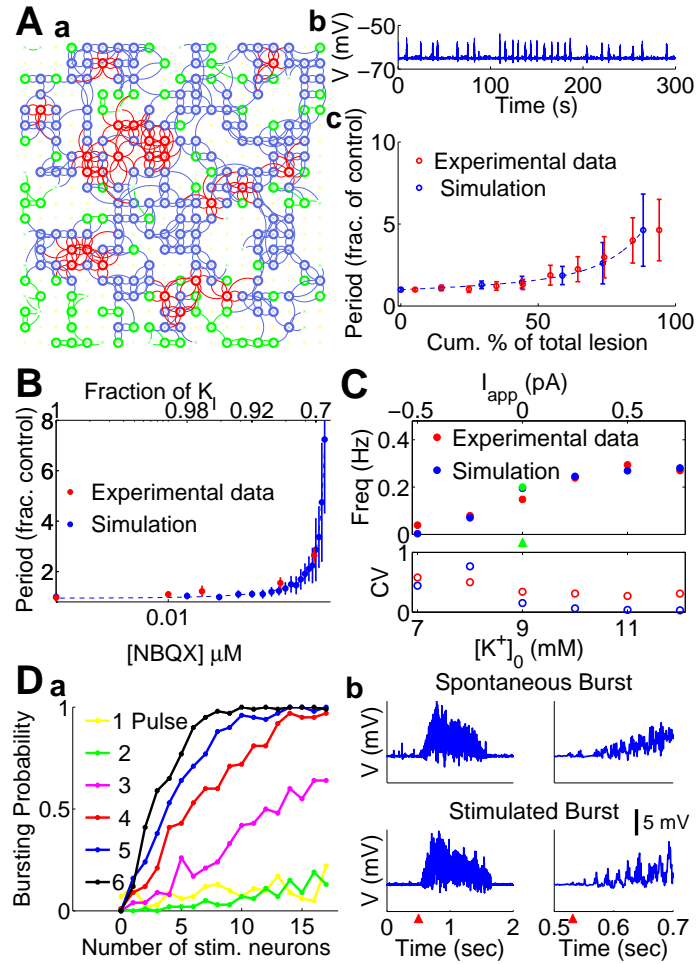 A
a
b
V (mV)
−50
−70
0
100
200
300
Time (s)
c
Experimental data
Simulation
Period (frac. of control)
10
5
0
0
50
100
Cum. % of total lesion
B
Fraction of K
I
1
0.98
0.92
0.7
8
6
4
2
Period (frac. control)
Experimental data
Simulation
0.01
[NBQX] μM
C
I app (pA)
−0.5
0
0.5
Freq (Hz)
0.4
0.2
0
Experimental data
Simulation
CV
1
0
7
9
11
[K+]0 (mM)
D
a
Bursting Probability
1
0.5
0
1 Pulse
2
3
4
5
6
0
5
10
15
Number of stim. neurons
b
Spontaneous Burst
V (mV)
Stimulated Burst
5 mV
V (mV)
0
1
2
Time (sec)
0.5
0.6
0.7
Time (sec)